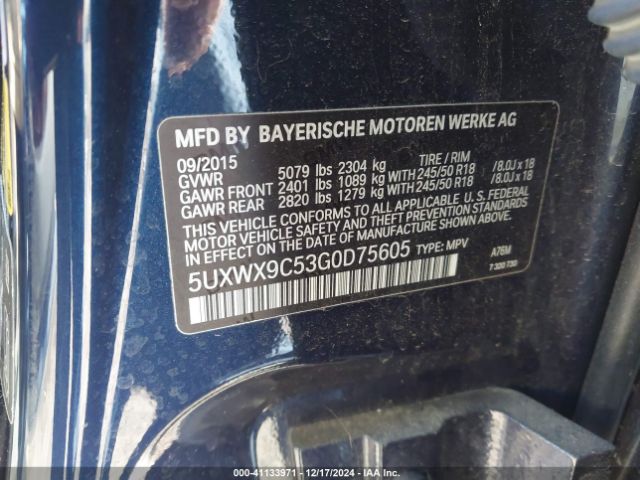 MFD BY BAYERISCHE MOTOREN WERKE AG
09/2015 TIRE / RIM
GVWR 5079 lbs 2304 kg
GAWR FRONT 2401 lbs 1089 kg WITH 245/50 R18 /8.0J x 18
GAWR REAR 2820 lbs 1279 kg WITH 245/50 R18 /8.0J x 18
THIS VEHICLE CONFORMS TO ALL APPLICABLE U.S. FEDERAL
MOTOR VEHICLE SAFETY AND THEFT PREVENTION STANDARDS
IN EFFECT ON THE DATE OF MANUFACTURE SHOWN ABOVE.
5UXWX9C53G0D75605 TYPE: MPV A76M
7 320 730
000-41133971 - 12/17/2024 - IAA Inc.